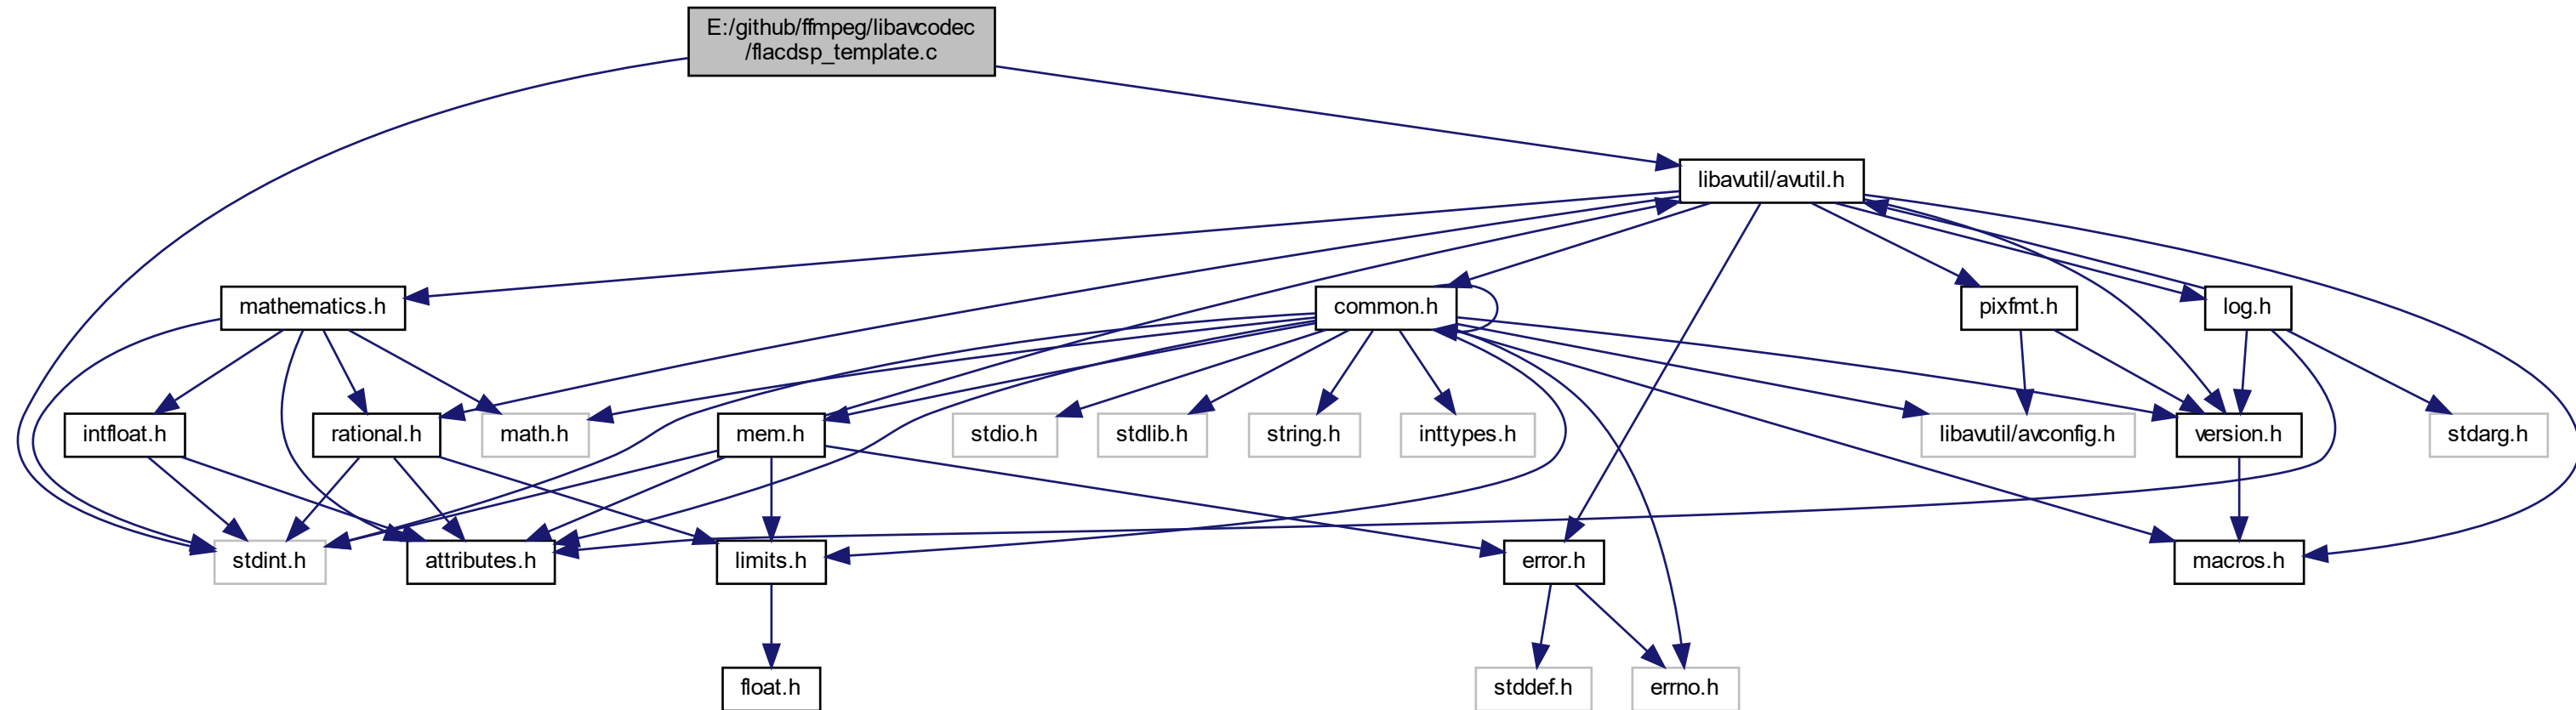 E:/github/ffmpeg/libavcodec
/flacdsp_template.c
libavutil/avutil.h
mathematics.h
common.h
pixfmt.h
log.h
intfloat.h
rational.h
math.h
mem.h
stdio.h
stdlib.h
string.h
inttypes.h
libavutil/avconfig.h
version.h
stdarg.h
stdint.h
attributes.h
limits.h
error.h
macros.h
float.h
stddef.h
errno.h